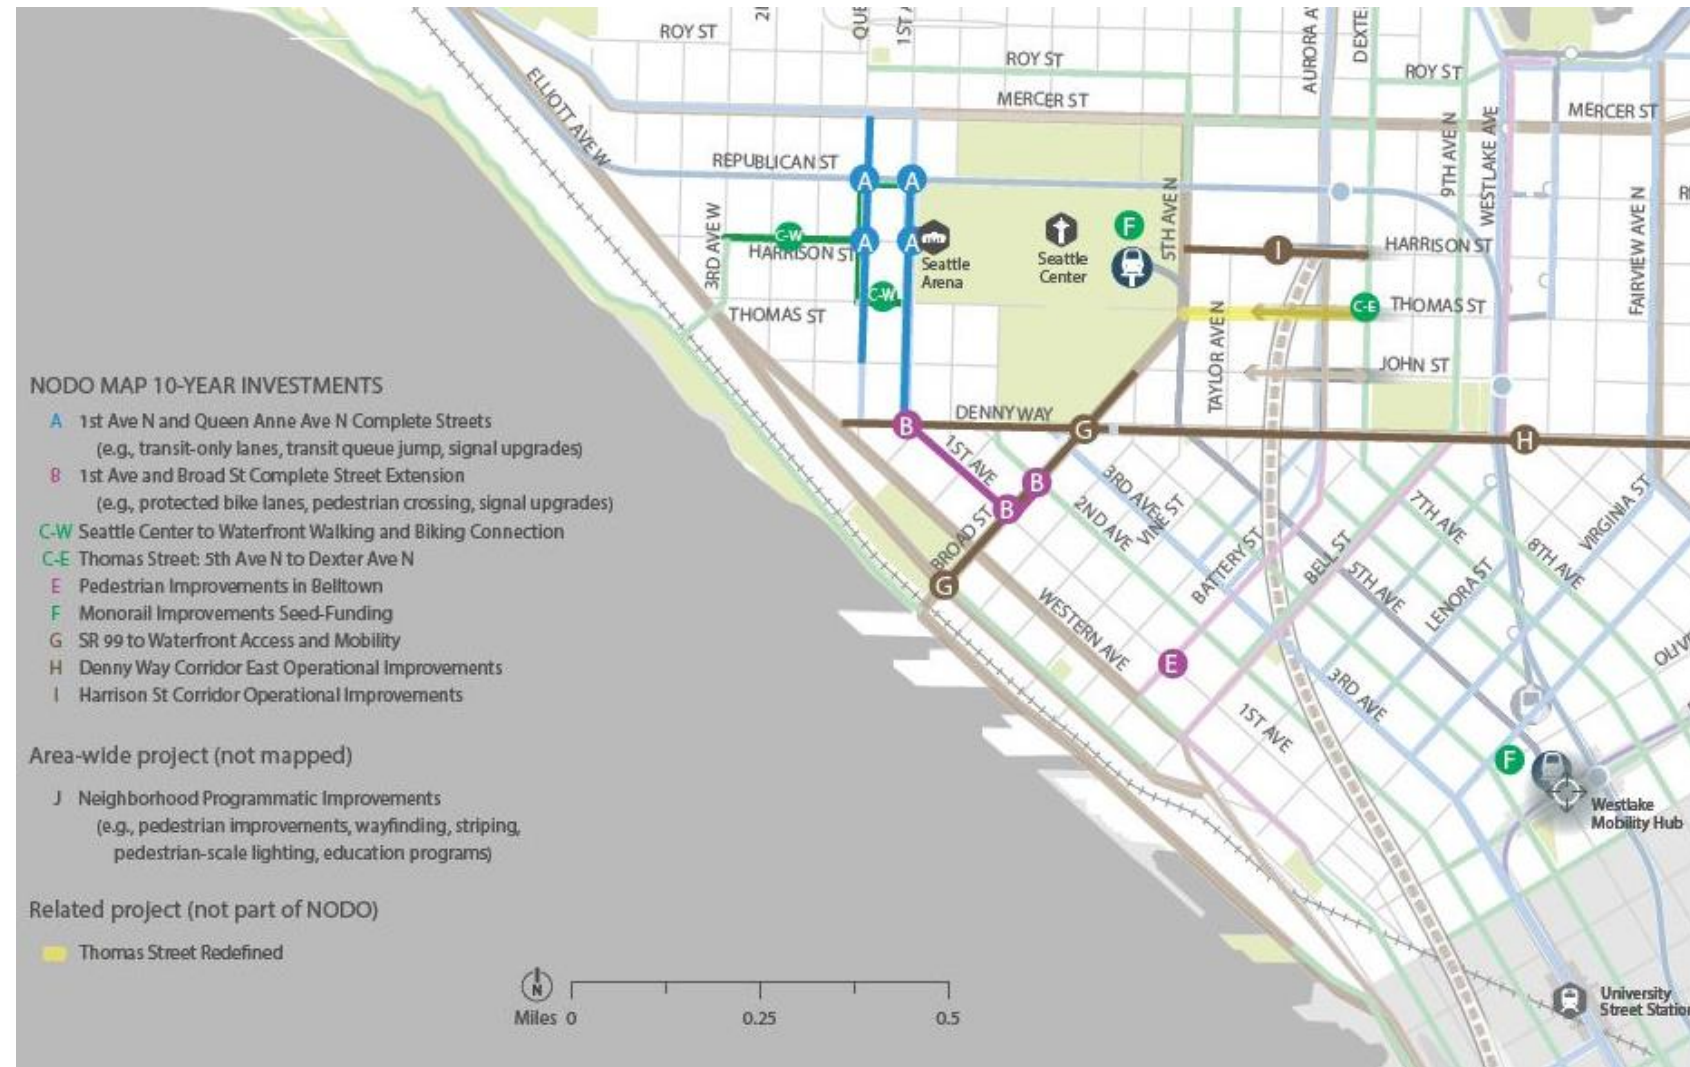 2
QUE
1ST A
AURORA A
DEXTE
ROY ST
ROY ST
ROY ST
MERCER ST
MERCER ST
ELLIOTT AVE W
REPUBLICAN ST
A
A
9TH AVE N
WESTLAKE AVE
FAIRVIEW AVE N
R
3RD AVE W
C-W
HARRISON ST
A
A
Seattle
Arena
Seattle
Center
F
5TH AVE N
I
HARRISON ST
C-W
THOMAS ST
TAYLOR AVE N
C-E
THOMAS ST
JOHN ST
DENNY WAY
B
G
H
1ST AVE
B
B
BROAD ST
G
3RD AVE
VINE ST
2ND AVE
BATTERY ST
BELL ST
7TH AVE
VIRGINIA ST
8TH AVE
5TH AVE
LENORA ST
OLIV
WESTERN AVE
E
3RD AVE
1ST AVE
F
Westlake
Mobility Hub
University
Street Statio
NODO MAP 10-YEAR INVESTMENTS
A 1st Ave N and Queen Anne Ave N Complete Streets
(e.g., transit-only lanes, transit queue jump, signal upgrades)
B 1st Ave and Broad St Complete Street Extension
(e.g., protected bike lanes, pedestrian crossing, signal upgrades)
C-W Seattle Center to Waterfront Walking and Biking Connection
C-E Thomas Street: 5th Ave N to Dexter Ave N
E Pedestrian Improvements in Belltown
F Monorail Improvements Seed-Funding
G SR 99 to Waterfront Access and Mobility
H Denny Way Corridor East Operational Improvements
I Harrison St Corridor Operational Improvements
Area-wide project (not mapped)
J Neighborhood Programmatic Improvements
(e.g., pedestrian improvements, wayfinding, striping,
pedestrian-scale lighting, education programs)
Related project (not part of NODO)
Thomas Street Redefined
N
Miles 0 0.25 0.5